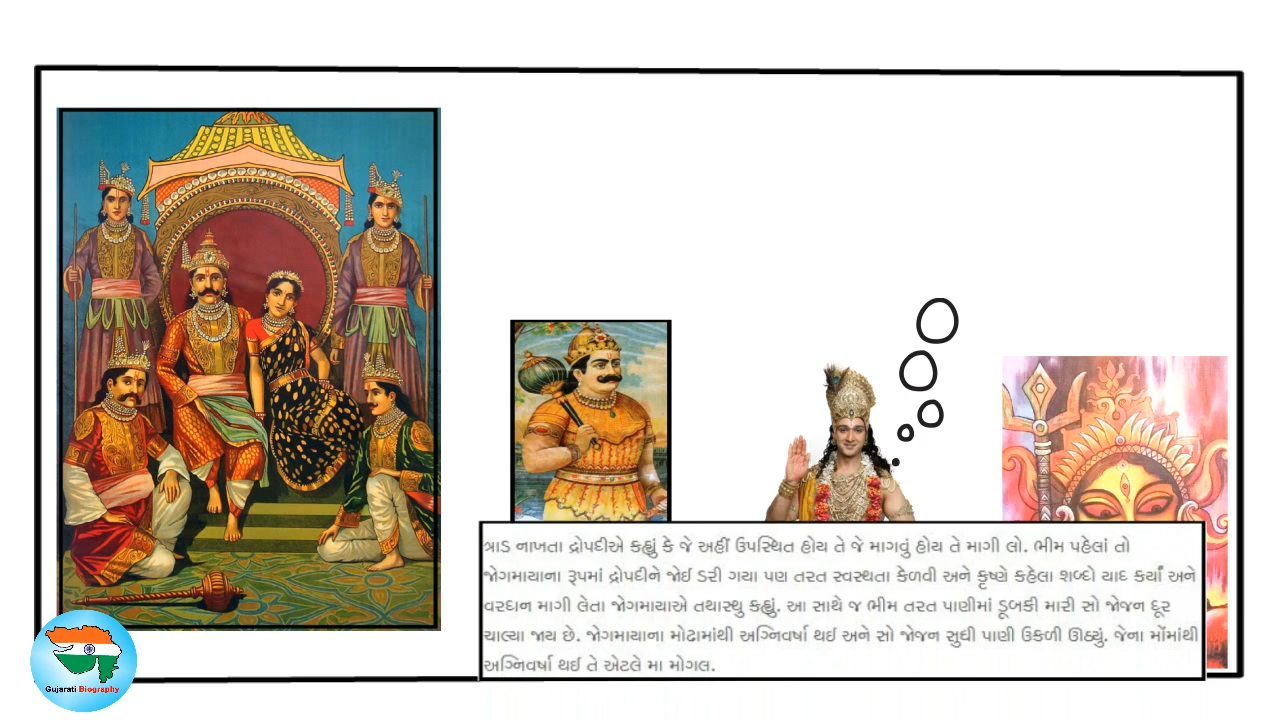 ત્રાડ નાખતા દ્રોપદીએ કહ્યું કે જે અહીં ઉપસ્થિત હોય તે જે માગવું હોય તે માગી લો. ભીમ પહેલાં તો
જોગમાયાના રૂપમાં દ્રોપદીને જોઈ ડરી ગયા પણ તરત સ્વસ્થતા કેળવી અને કૃષ્ણે કહેલા શબ્દો યાદ કર્યાં અને
વરદાન માગી લેતા જોગમાયાએ તથાસ્થુ કહ્યું. આ સાથે જ ભીમ તરત પાણીમાં ડૂબકી મારી સો જોજન દૂર
ચાલ્યા જાય છે. જોગમાયાના મોઢામાંથી અગ્નિવર્ષા થઈ અને સો જોજન સુધી પાણી ઉકળી ઊઠ્યું. જેના મોંમાંથી
અગ્નિવર્ષા થઈ તે એટલે મા મોગલ.
Gujarati Biography